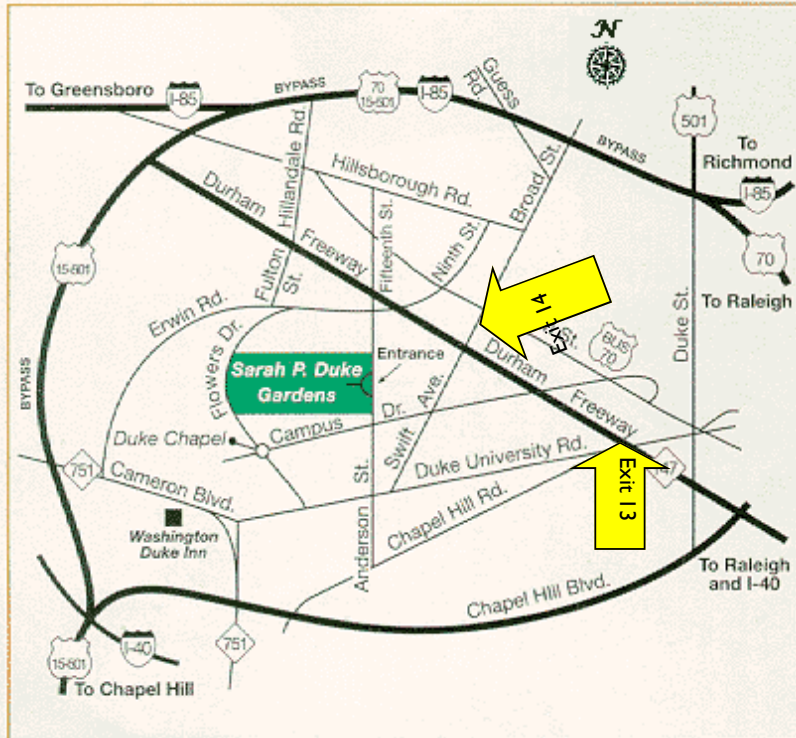 N
BYPASS
70
15-501
I-85
Guess
Rd.
To Greensboro
I-85
501
BYPASS
To
Richmond
I-85
Hillandale Rd.
Hillsborough Rd.
Broad St.
Durham
Freeway
Fifteenth St.
Ninth St.
15-501
70
To Raleigh
Fulton
St.
Erwin Rd.
Exit 14
St.
BUS
70
Duke St.
Flowers Dr.
Sarah P. Duke
Gardens
Entrance
Durham
Freeway
BYPASS
Campus
Dr.
Swift Ave.
Duke Chapel
Duke University Rd.
751
Cameron Blvd.
Exit 13
147
Anderson St.
Chapel Hill Rd.
Washington
Duke Inn
To Raleigh
and I-40
Chapel Hill Blvd.
751
I-40
15-501
To Chapel Hill